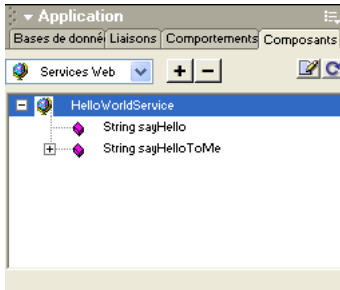 Application
Bases de donné Liaisons Comportements Composants
Services Web
HelloWorldService
String sayHello
String sayHelloToMe